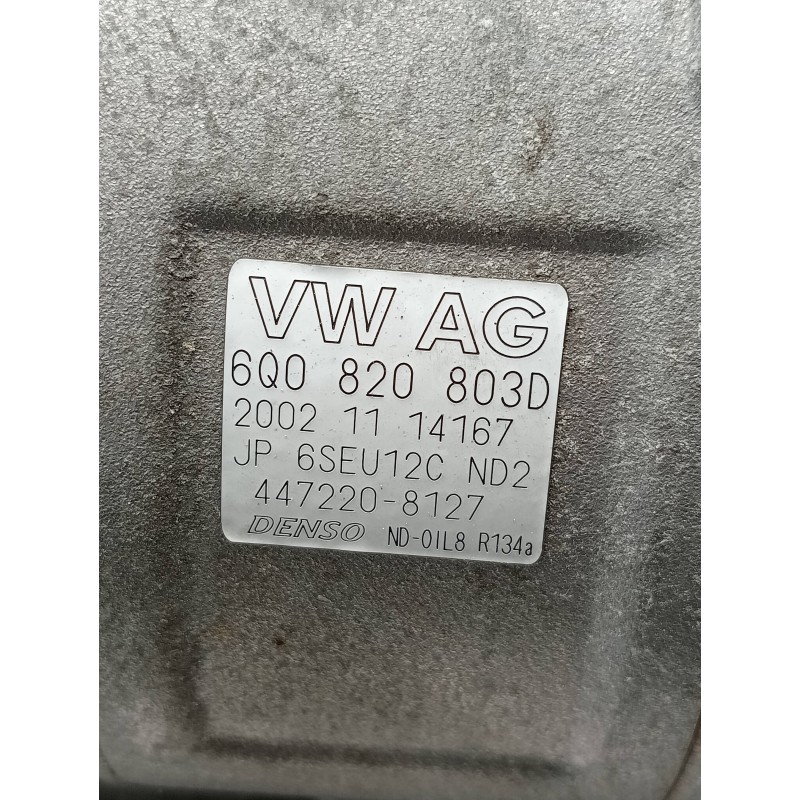 VW AG
6Q0 820 803D
2002 11 14167
JP 6SEU12C ND2
447220-8127
DENSO ND-OIL8 R134a